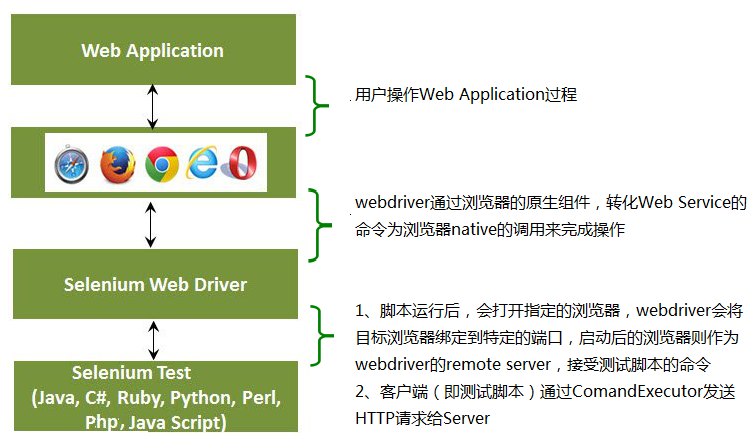 Web Application
用户操作Web Application过程
webdriver通过浏览器的原生组件，转化Web Service的
命令为浏览器native的调用来完成操作
Selenium Web Driver
1、脚本运行后，会打开指定的浏览器，webdriver会将
目标浏览器绑定到特定的端口，启动后的浏览器则作为
webdriver的remote server，接受测试脚本的命令
2、客户端（即测试脚本）通过ComandExecutor发送
HTTP请求给Server
Selenium Test
(Java, C#, Ruby, Python, Perl,
Php, Java Script)